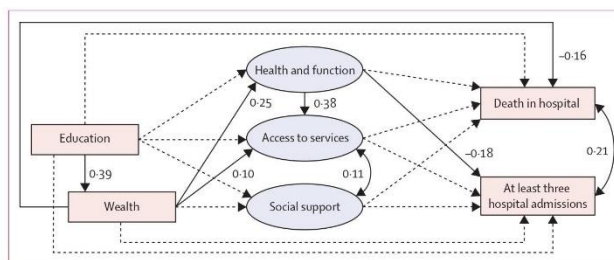 −0·16
Health and function
0·25
0·38
Death in hospital
Education
Access to services
0·39
0·10
0·11
−0·18
0·21
Wealth
Social support
At least three
hospital admissions